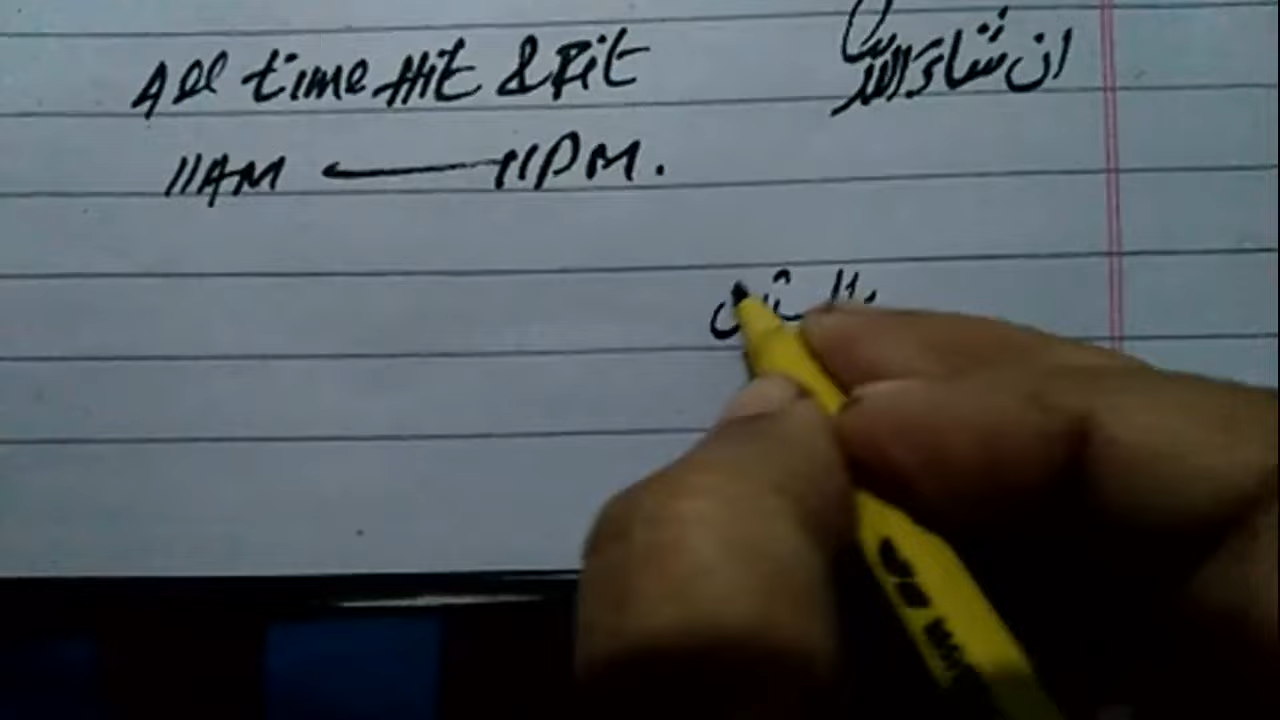 All time Hit & Fit
ان شاءَ اللہ
11AM — 11PM.